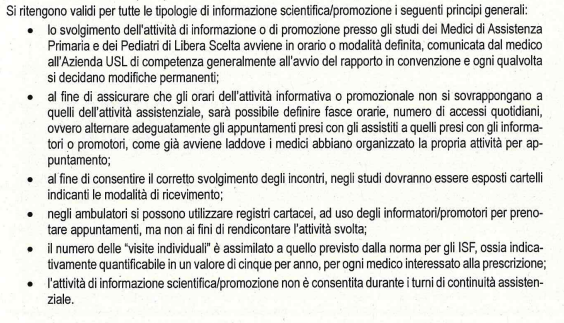 Si ritengono validi per tutte le tipologie di informazione scientifica/promozione i seguenti principi generali:
• lo svolgimento dell'attività di informazione o di promozione presso gli studi dei Medici di Assistenza
Primaria e dei Pediatri di Libera Scelta avviene in orario o modalità definita, comunicata dal medico
all'Azienda USL di competenza generalmente all'avvio del rapporto in convenzione e ogni qualvolta
si decidano modifiche permanenti;
• al fine di assicurare che gli orari dell'attività informativa o promozionale non si sovrappongano a
quelli dell'attività assistenziale, sarà possibile definire fasce orarie, numero di accessi quotidiani,
ovvero alternare adeguatamente gli appuntamenti presi con gli assistiti a quelli presi con gli informa-
tori o promotori, come già avviene laddove i medici abbiano organizzato la propria attività per ap-
puntamento;
• al fine di consentire il corretto svolgimento degli incontri, negli studi dovranno essere esposti cartelli
indicanti le modalità di ricevimento;
• negli ambulatori si possono utilizzare registri cartacei, ad uso degli informatori/promotori per preno-
tare appuntamenti, ma non ai fini di rendicontare l'attività svolta;
• il numero delle "visite individuali" è assimilato a quello previsto dalla norma per gli ISF, ossia indica-
tivamente quantificabile in un valore di cinque per anno, per ogni medico interessato alla prescrizione;
• l'attività di informazione scientifica/promozione non è consentita durante i turni di continuità assisten-
ziale.